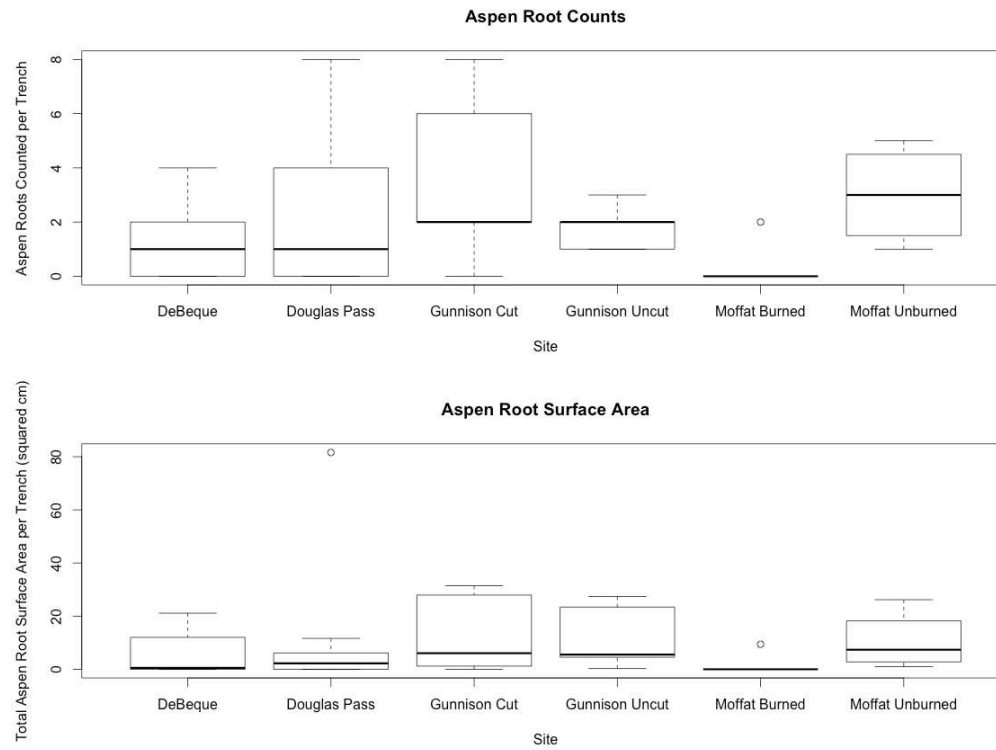 Aspen Root Counts
Aspen Roots Counted per Trench
8
6
4
2
0
DeBeque Douglas Pass Gunnison Cut Gunnison Uncut Moffat Burned Moffat Unburned
Site
Aspen Root Surface Area
Total Aspen Root Surface Area per Trench (squared cm)
80
60
40
20
0
DeBeque Douglas Pass Gunnison Cut Gunnison Uncut Moffat Burned Moffat Unburned
Site